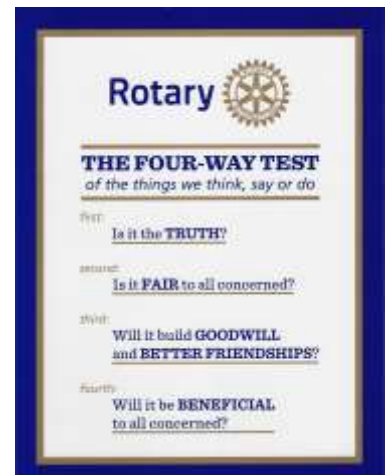 Rotary
THE FOUR-WAY TEST
of the things we think, say or do
first:
Is it the TRUTH?
second:
Is it FAIR to all concerned?
third:
Will it build GOODWILL
and BETTER FRIENDSHIPS?
fourth:
Will it be BENEFICIAL
to all concerned?